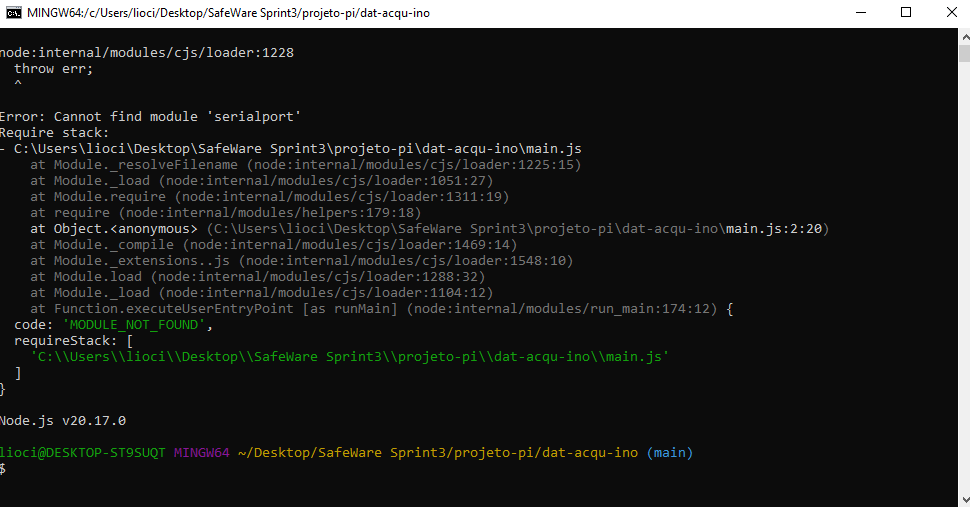 MINGW64:/c/Users/lioci/Desktop/SafeWare Sprint3/projeto-pi/dat-acqu-ino
node:internal/modules/cjs/loader:1228
  throw err;
  ^
Error: Cannot find module 'serialport'
Require stack:
- C:\Users\lioci\Desktop\SafeWare Sprint3\projeto-pi\dat-acqu-ino\main.js
    at Module._resolveFilename (node:internal/modules/cjs/loader:1225:15)
    at Module._load (node:internal/modules/cjs/loader:1051:27)
    at Module.require (node:internal/modules/cjs/loader:1311:19)
    at require (node:internal/modules/helpers:179:18)
    at Object.<anonymous> (C:\Users\lioci\Desktop\SafeWare Sprint3\projeto-pi\dat-acqu-ino\main.js:2:20)
    at Module._compile (node:internal/modules/cjs/loader:1469:14)
    at Module._extensions..js (node:internal/modules/cjs/loader:1548:10)
    at Module.load (node:internal/modules/cjs/loader:1288:32)
    at Module._load (node:internal/modules/cjs/loader:1104:12)
    at Function.executeUserEntryPoint [as runMain] (node:internal/modules/run_main:174:12) {
  code: 'MODULE_NOT_FOUND',
  requireStack: [
    'C:\\Users\\lioci\\Desktop\\SafeWare Sprint3\\projeto-pi\\dat-acqu-ino\\main.js'
  ]
}
Node.js v20.17.0
lioci@DESKTOP-ST9SUQT MINGW64 ~/Desktop/SafeWare Sprint3/projeto-pi/dat-acqu-ino (main)
$